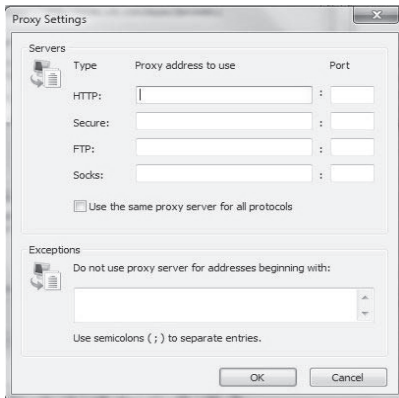 Proxy Settings
x
Servers
Type Proxy address to use Port
HTTP: :
Secure: :
FTP: :
Socks: :
Use the same proxy server for all protocols
Exceptions
Do not use proxy server for addresses beginning with:
Use semicolons ( ; ) to separate entries.
OK Cancel